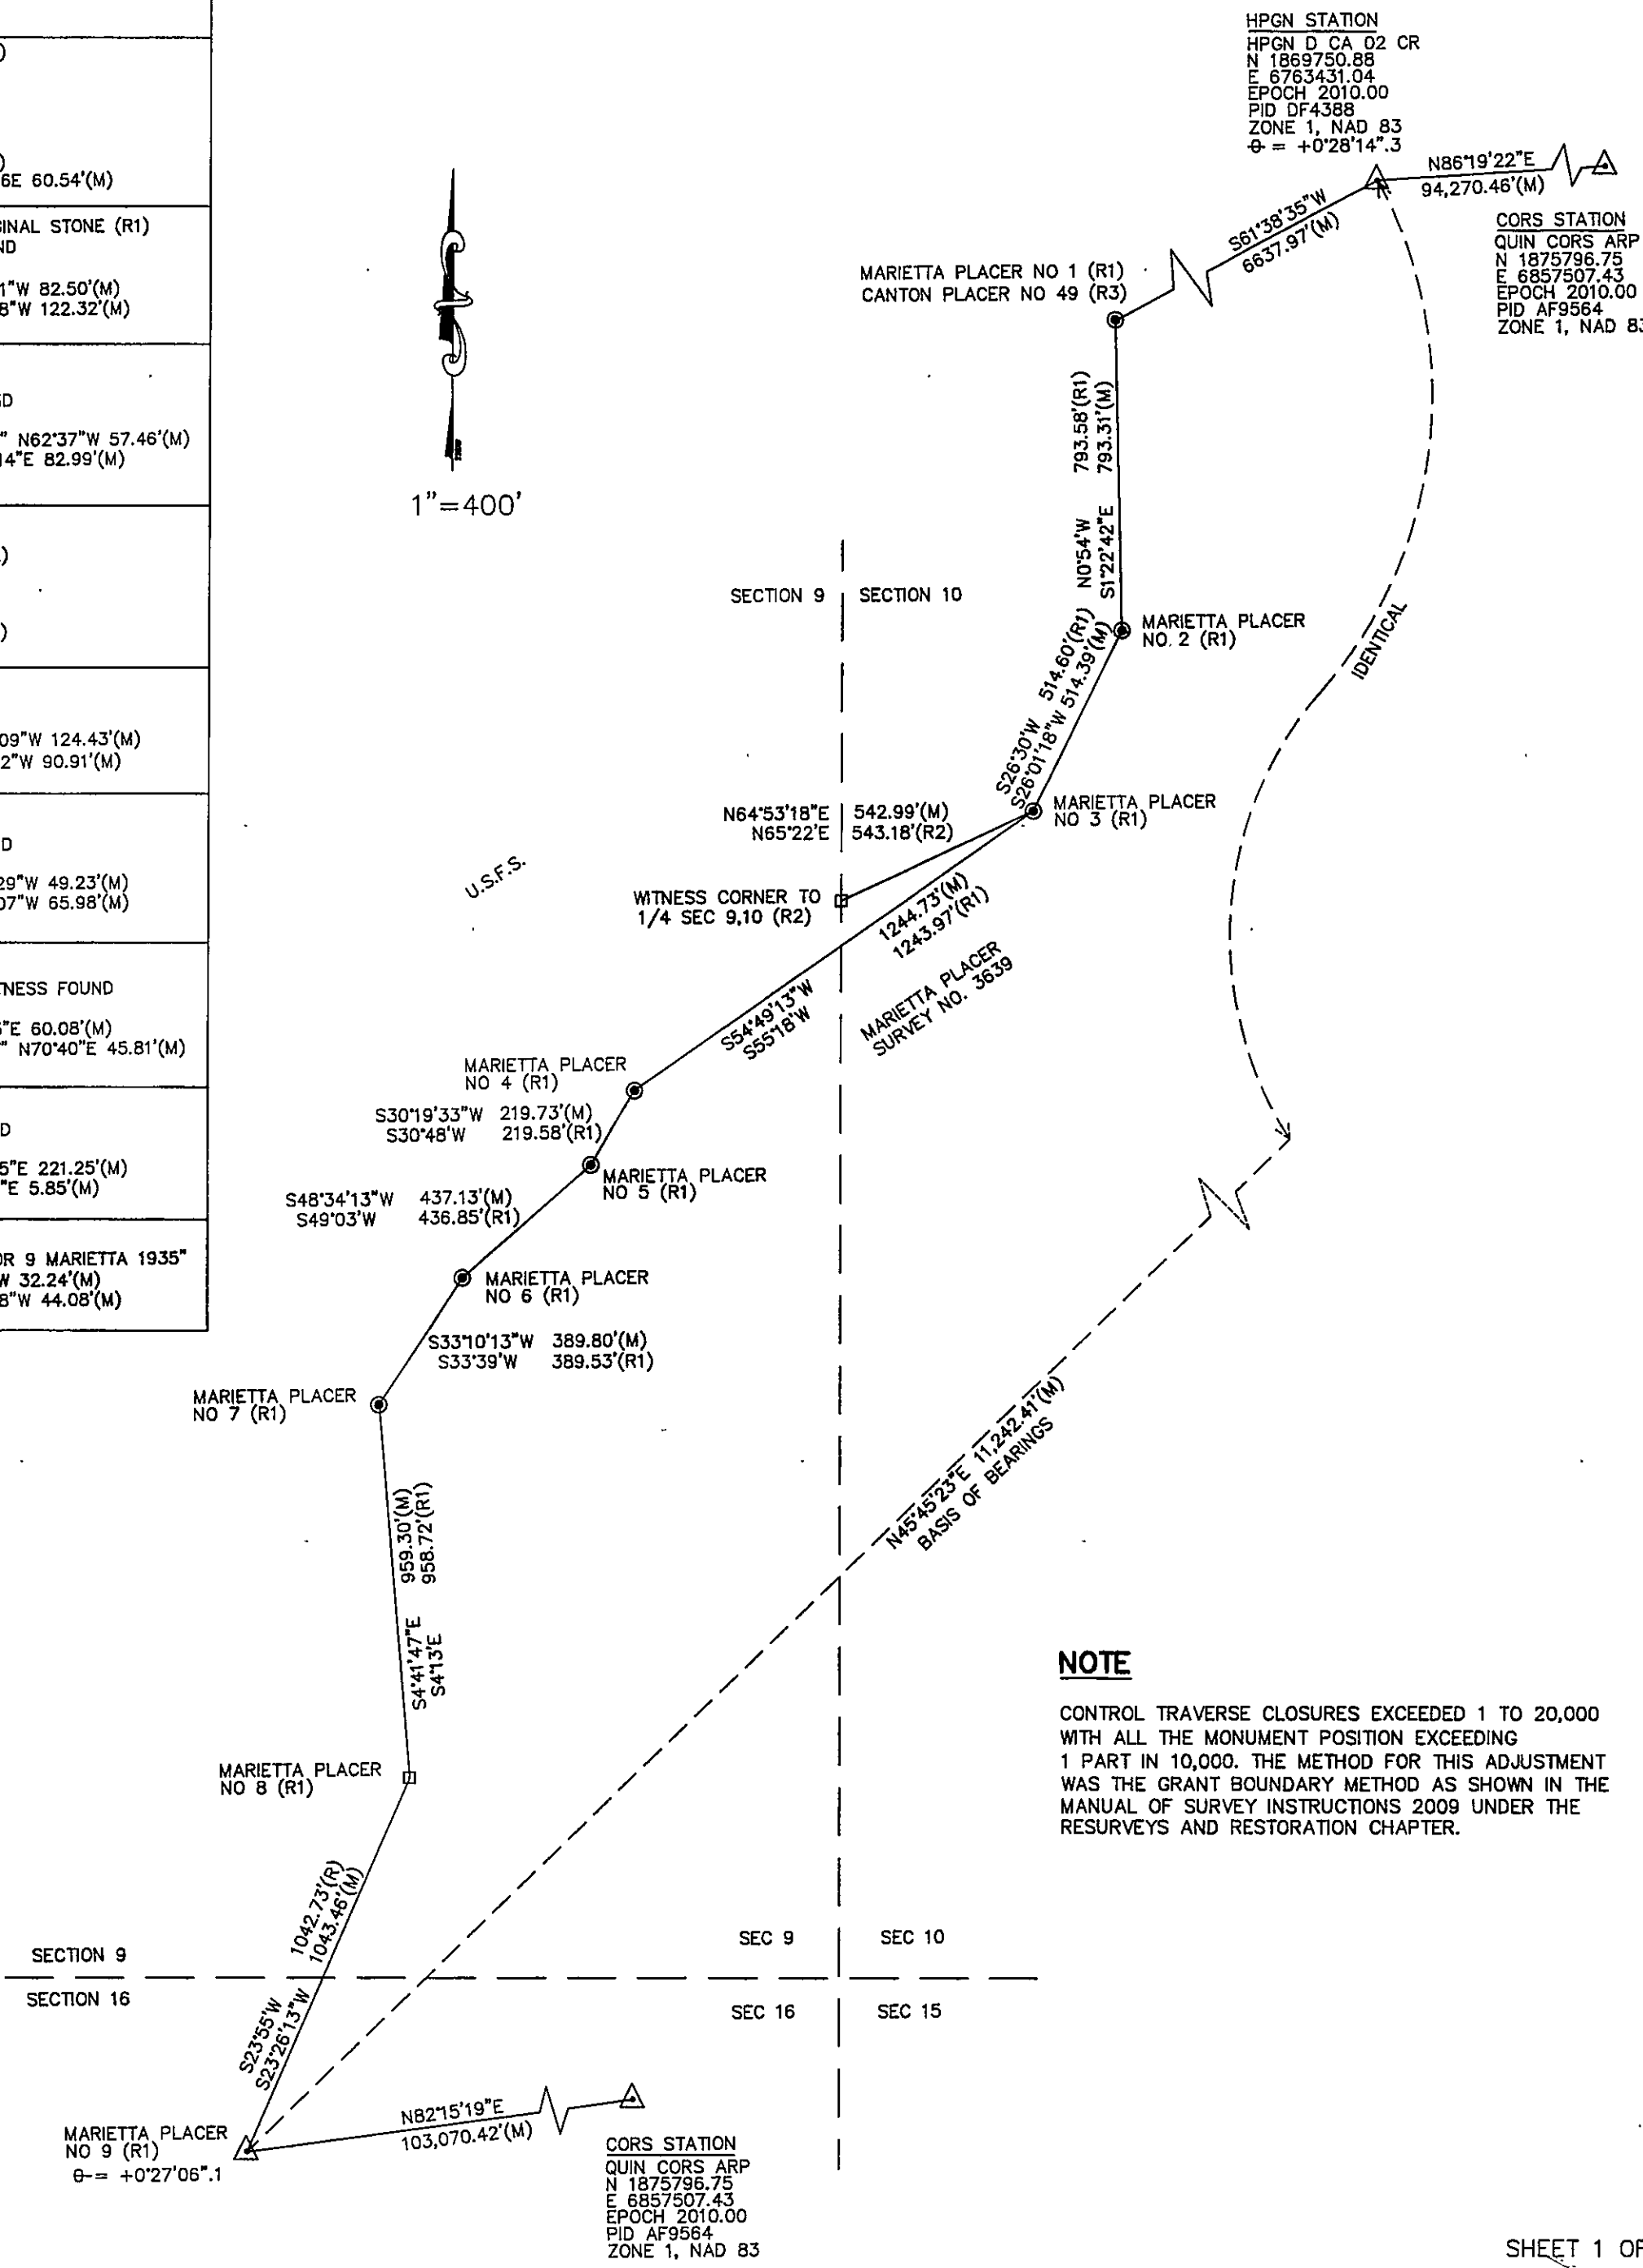 )
)
6E 60.54'(M)
GINAL STONE (R1)
ND
1"W 82.50'(M)
8"W 122.32'(M)
" N62°37"W 57.46'(M)
14"E 82.99'(M)
)
)
09"W 124.43'(M)
2"W 90.91'(M)
D
29"W 49.23'(M)
07"W 65.98'(M)
TNESS FOUND
"E 60.08'(M)
" N70°40"E 45.81'(M)
D
5"E 221.25'(M)
"E 5.85'(M)
OR 9 MARIETTA 1935"
W 32.24'(M)
8"W 44.08'(M)
1"=400'
HPGN STATION
HPGN D CA 02 CR
N 1869750.88
E 6763431.04
EPOCH 2010.00
PID DF4388
ZONE 1, NAD 83
θ = +0°28'14".3
N86°19'22"E
94,270.46'(M)
CORS STATION
QUIN CORS ARP
N 1875796.75
E 6857507.43
EPOCH 2010.00
PID AF9564
ZONE 1, NAD 83
S61°38'35"W
6637.97'(M)
MARIETTA PLACER NO 1 (R1)
CANTON PLACER NO 49 (R3)
N0°54'W 793.58'(R1)
S1°22'42"E 793.31'(M)
SECTION 9
SECTION 10
MARIETTA PLACER
NO. 2 (R1)
IDENTICAL
S26°30'W 514.60'(R1)
S26°01'18"W 514.39'(M)
MARIETTA PLACER
NO 3 (R1)
N64°53'18"E 542.99'(M)
N65°22'E 543.18'(R2)
U.S.F.S.
WITNESS CORNER TO
1/4 SEC 9,10 (R2)
1244.73'(M)
1243.97'(R1)
MARIETTA PLACER
SURVEY NO. 3639
S54°49'13"W
S55°18'W
MARIETTA PLACER
NO 4 (R1)
S30°19'33"W 219.73'(M)
S30°48'W 219.58'(R1)
MARIETTA PLACER
NO 5 (R1)
S48°34'13"W 437.13'(M)
S49°03'W 436.85'(R1)
MARIETTA PLACER
NO 6 (R1)
S33°10'13"W 389.80'(M)
S33°39'W 389.53'(R1)
MARIETTA PLACER
NO 7 (R1)
N45°45'23"E 11,242.41'(M)
BASIS OF BEARINGS
S4°41'47"E 959.30'(M)
S4°13'E 958.72'(R1)
NOTE
CONTROL TRAVERSE CLOSURES EXCEEDED 1 TO 20,000
WITH ALL THE MONUMENT POSITION EXCEEDING
1 PART IN 10,000. THE METHOD FOR THIS ADJUSTMENT
WAS THE GRANT BOUNDARY METHOD AS SHOWN IN THE
MANUAL OF SURVEY INSTRUCTIONS 2009 UNDER THE
RESURVEYS AND RESTORATION CHAPTER.
MARIETTA PLACER
NO 8 (R1)
S23°55'W 1042.73'(R)
S23°26'13"W 1043.46'(M)
SECTION 9
SECTION 16
SEC 9
SEC 10
SEC 16
SEC 15
MARIETTA PLACER
NO 9 (R1)
θ = +0°27'06".1
N82°15'19"E
103,070.42'(M)
CORS STATION
QUIN CORS ARP
N 1875796.75
E 6857507.43
EPOCH 2010.00
PID AF9564
ZONE 1, NAD 83
SHEET 1 OF